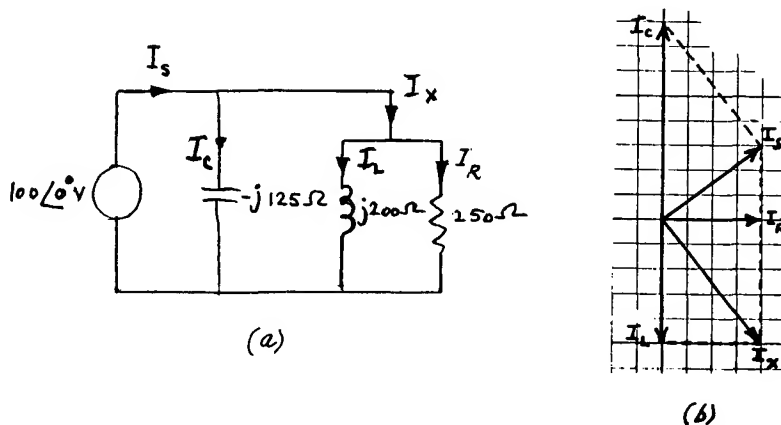 I_s
I_x
I_C
I_L
I_R
100∠0° V
-j125Ω
j200Ω
250Ω
(a)
I_C
I_s
I_R
I_L
I_x
(b)